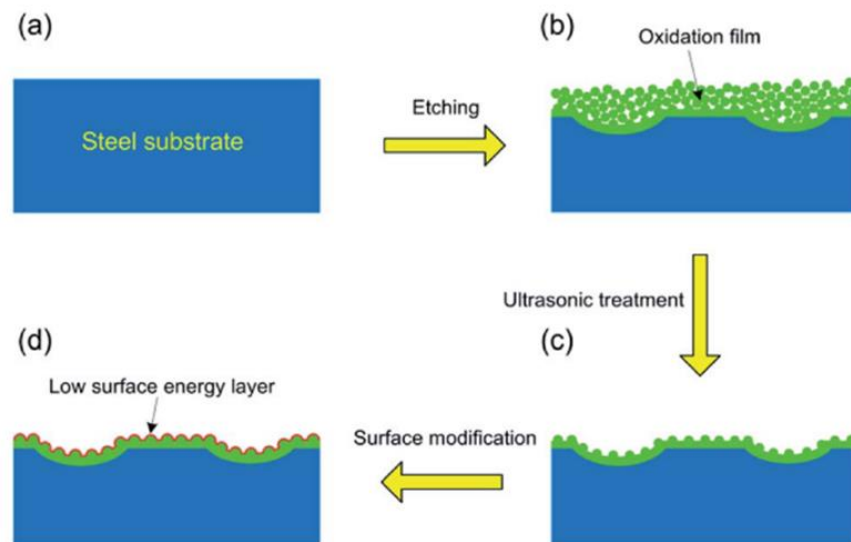 (a)
(b)
Oxidation film
Etching
Steel substrate
Ultrasonic treatment
(d)
(c)
Low surface energy layer
Surface modification